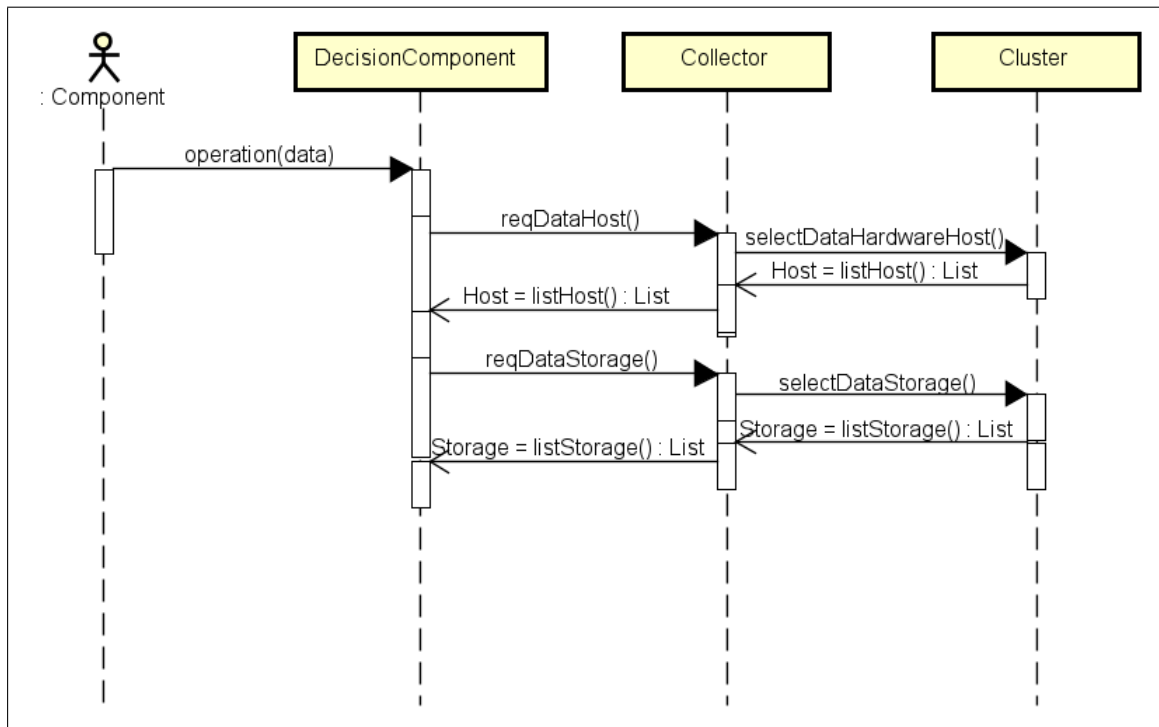 : Component
DecisionComponent
Collector
Cluster
operation(data)
reqDataHost()
selectDataHardwareHost()
Host = listHost() : List
Host = listHost() : List
reqDataStorage()
selectDataStorage()
Storage = listStorage() : List
Storage = listStorage() : List